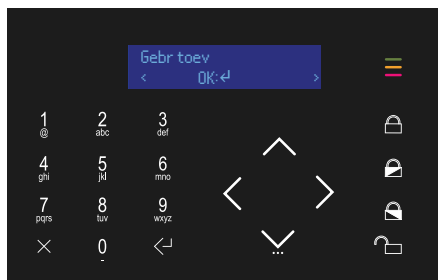 Gebr toev
< OK:↵ >
1 2 3
@ abc def
4 5 6
ghi jkl mno
7 8 9
pqrs tuv wxyz
0
-
...